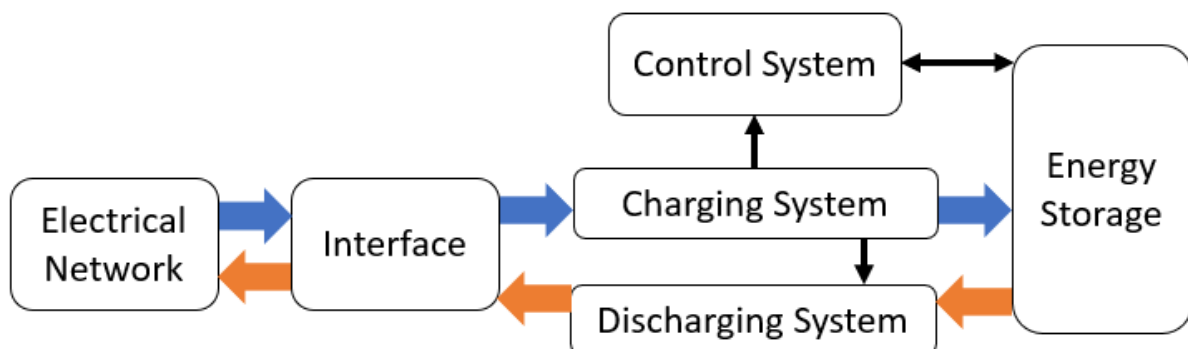 Control System
Energy
Storage
Charging System
Electrical
Network
Interface
Discharging System